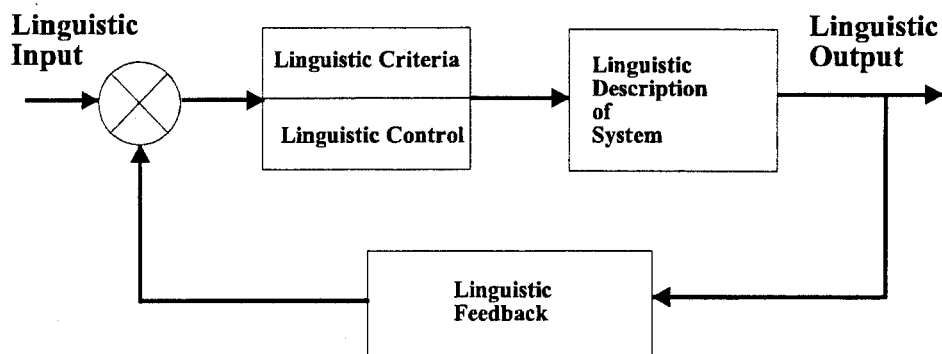 Linguistic
Input
Linguistic Criteria
Linguistic Control
Linguistic
Description
of
System
Linguistic
Output
Linguistic
Feedback